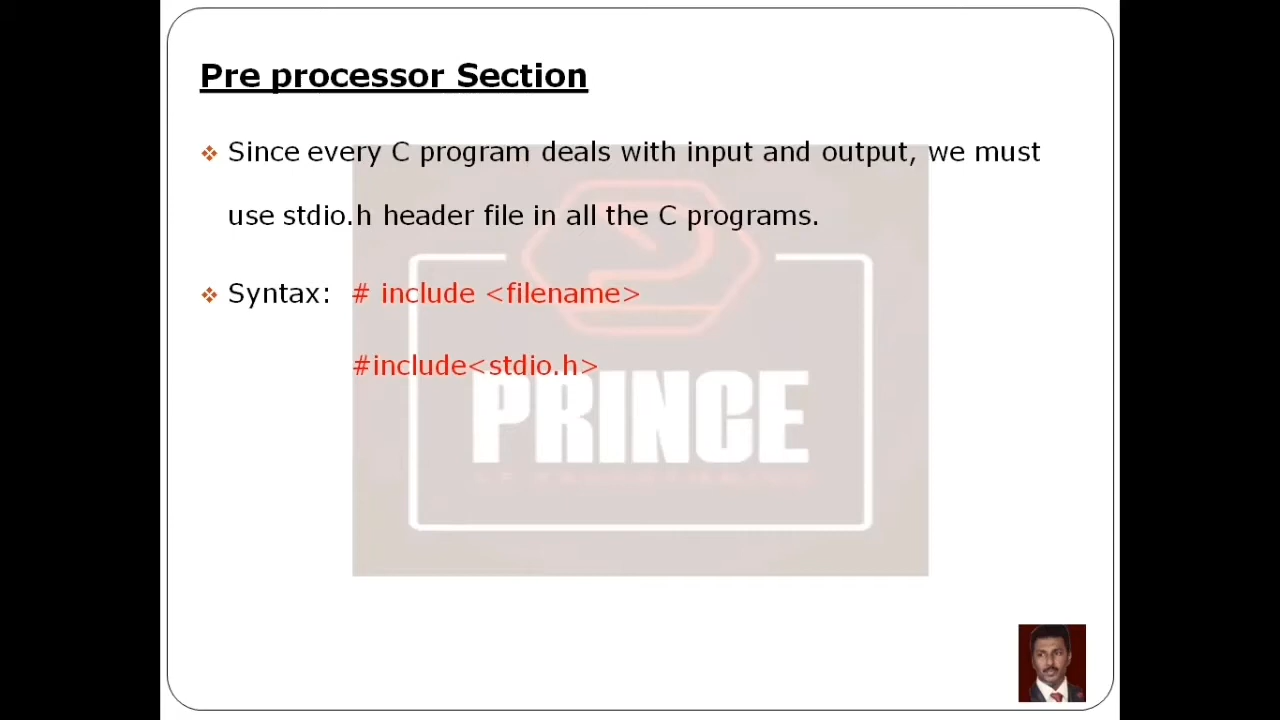 Pre processor Section
Since every C program deals with input and output, we must
use stdio.h header file in all the C programs.
Syntax: # include <filename>
#include<stdio.h>
PRINCE